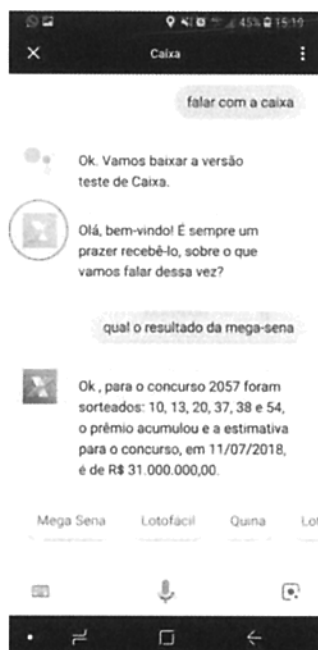 45% 15:19
Caixa
falar com a caixa
Ok. Vamos baixar a versão
teste de Caixa.
Olá, bem-vindo! É sempre um
prazer recebê-lo, sobre o que
vamos falar dessa vez?
qual o resultado da mega-sena
Ok , para o concurso 2057 foram
sorteados: 10, 13, 20, 37, 38 e 54,
o prêmio acumulou e a estimativa
para o concurso, em 11/07/2018,
é de R$ 31.000.000,00.
Mega Sena Lotofácil Quina Lot